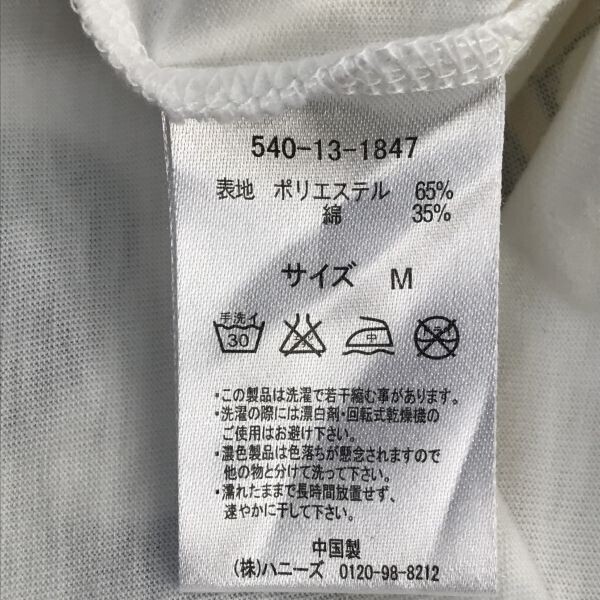 540-13-1847
表地 ポリエステル 65%
綿 35%
サイズ M
手洗イ 30 中 ドライ
・この製品は洗濯で若干縮む事があります。
・洗濯の際には漂白剤・回転式乾燥機の
ご使用はお避け下さい。
・濃色製品は色落ちが懸念されますので
他の物と分けて洗って下さい。
・濡れたままで長時間放置せず、
速やかに干して下さい。
中国製
(株)ハニーズ 0120-98-8212